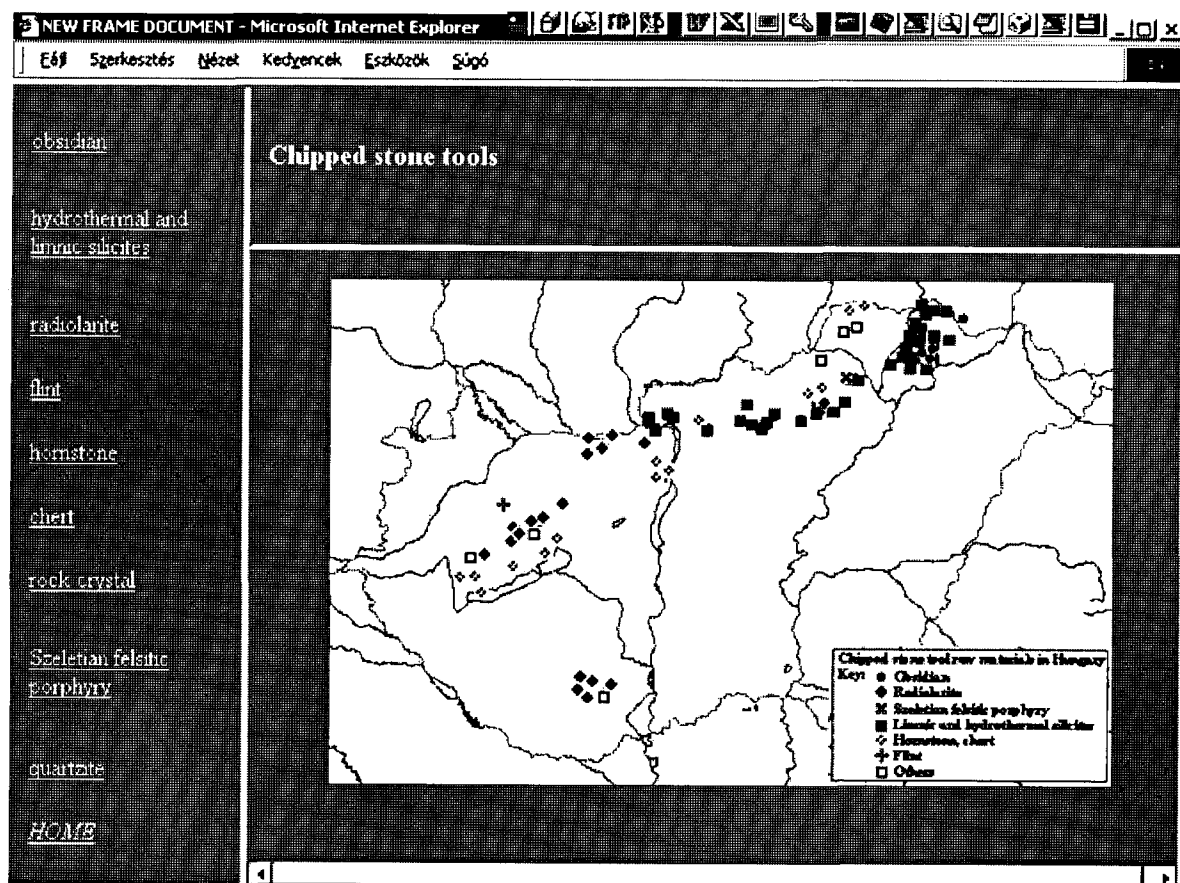 NEW FRAME DOCUMENT - Microsoft Internet Explorer
Fájl Szerkesztés Nézet Kedvencek Eszközök Súgó
obsidian
hydrothermal and
limnic silicites
radiolarite
flint
hornstone
chert
rock crystal
Szeletian felsitic
porphyry
quartzite
HOME
Chipped stone tools
Chipped stone tool raw materials in Hungary
Key:
Obsidian
Radiolarite
Szeletian felsitic porphyry
Limnic and hydrothermal silicites
Hornstone, chert
Flint
Others